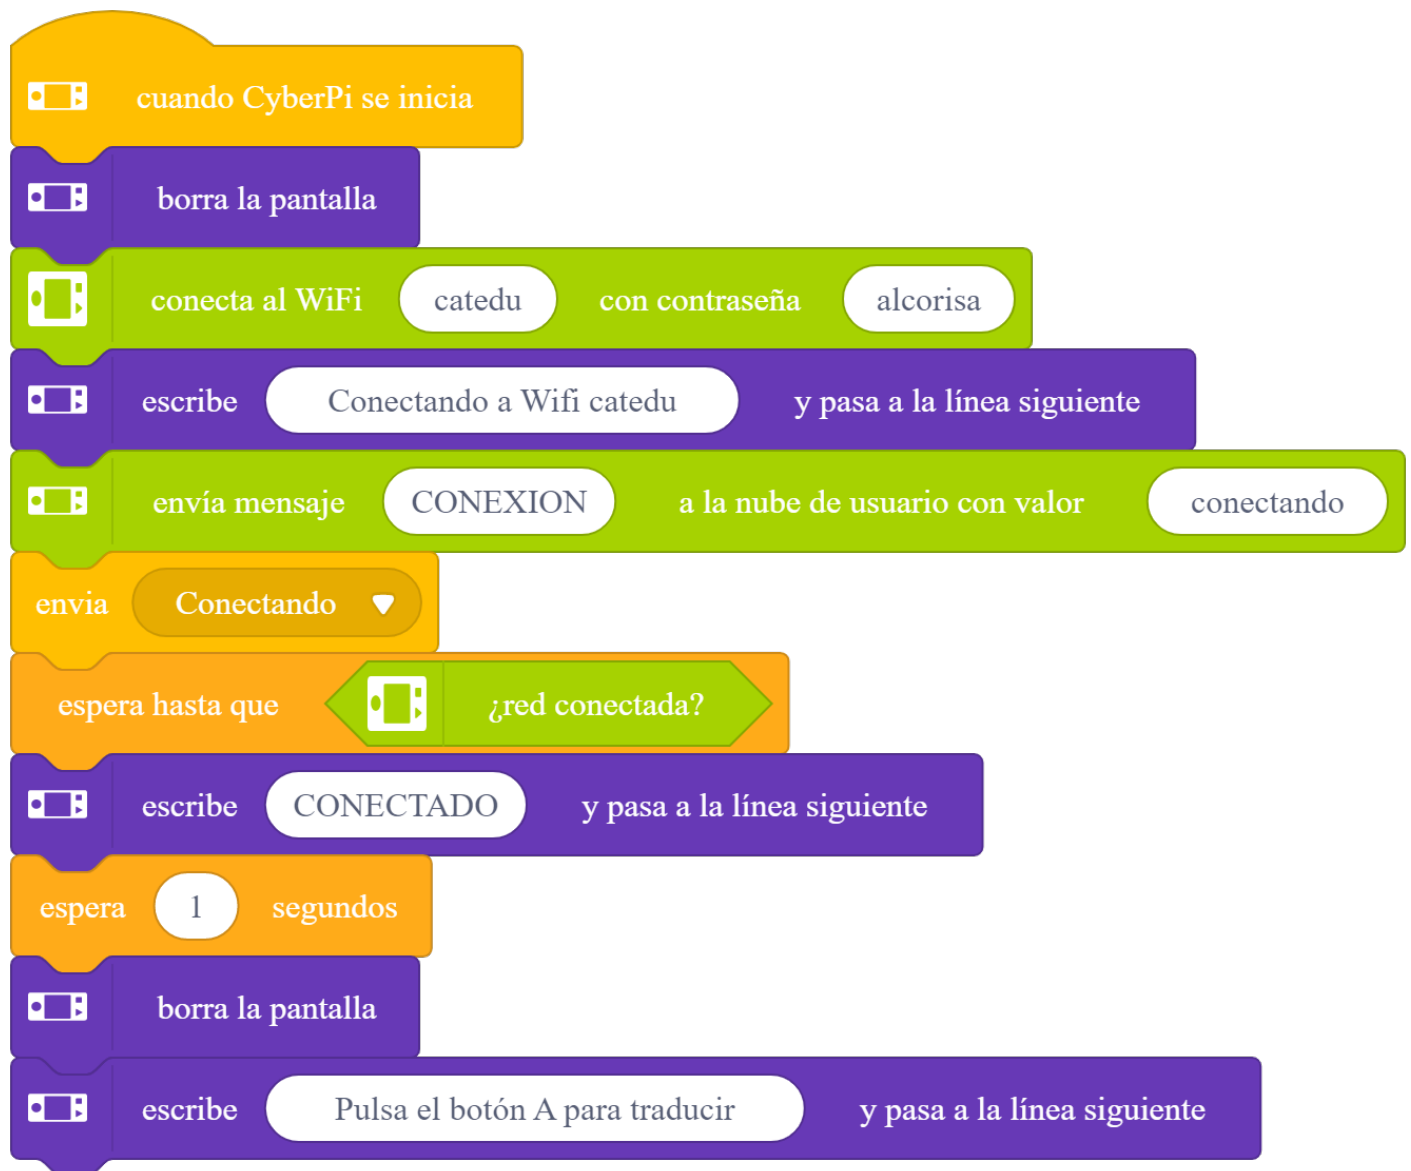 cuando CyberPi se inicia
borra la pantalla
conecta al WiFi catedu con contraseña alcorisa
escribe Conectando a Wifi catedu y pasa a la línea siguiente
envía mensaje CONEXION a la nube de usuario con valor conectando
envia Conectando
espera hasta que ¿red conectada?
escribe CONECTADO y pasa a la línea siguiente
espera 1 segundos
borra la pantalla
escribe Pulsa el botón A para traducir y pasa a la línea siguiente